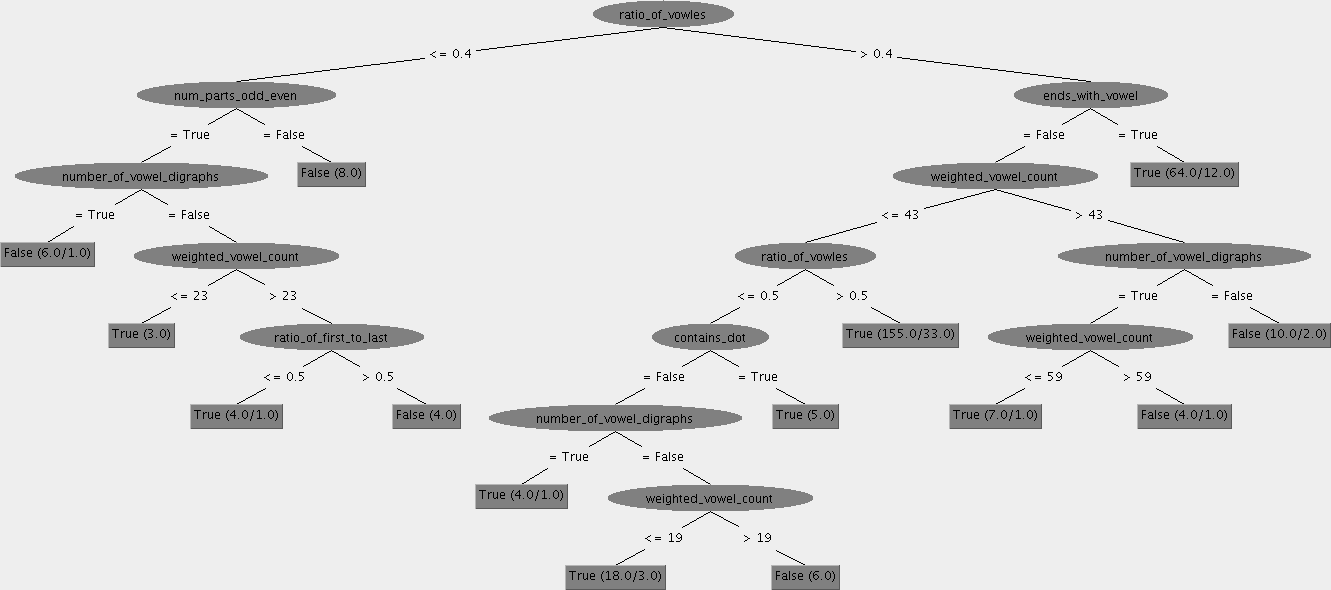 ratio_of_vowles
<= 0.4
> 0.4
num_parts_odd_even
ends_with_vowel
= True
= False
= False
= True
number_of_vowel_digraphs
False (8.0)
weighted_vowel_count
True (64.0/12.0)
= True
= False
<= 43
> 43
False (6.0/1.0)
weighted_vowel_count
ratio_of_vowles
number_of_vowel_digraphs
<= 23
> 23
<= 0.5
> 0.5
= True
= False
True (3.0)
ratio_of_first_to_last
contains_dot
True (155.0/33.0)
weighted_vowel_count
False (10.0/2.0)
<= 0.5
> 0.5
= False
= True
<= 59
> 59
True (4.0/1.0)
False (4.0)
number_of_vowel_digraphs
True (5.0)
True (7.0/1.0)
False (4.0/1.0)
= True
= False
True (4.0/1.0)
weighted_vowel_count
<= 19
> 19
True (18.0/3.0)
False (6.0)